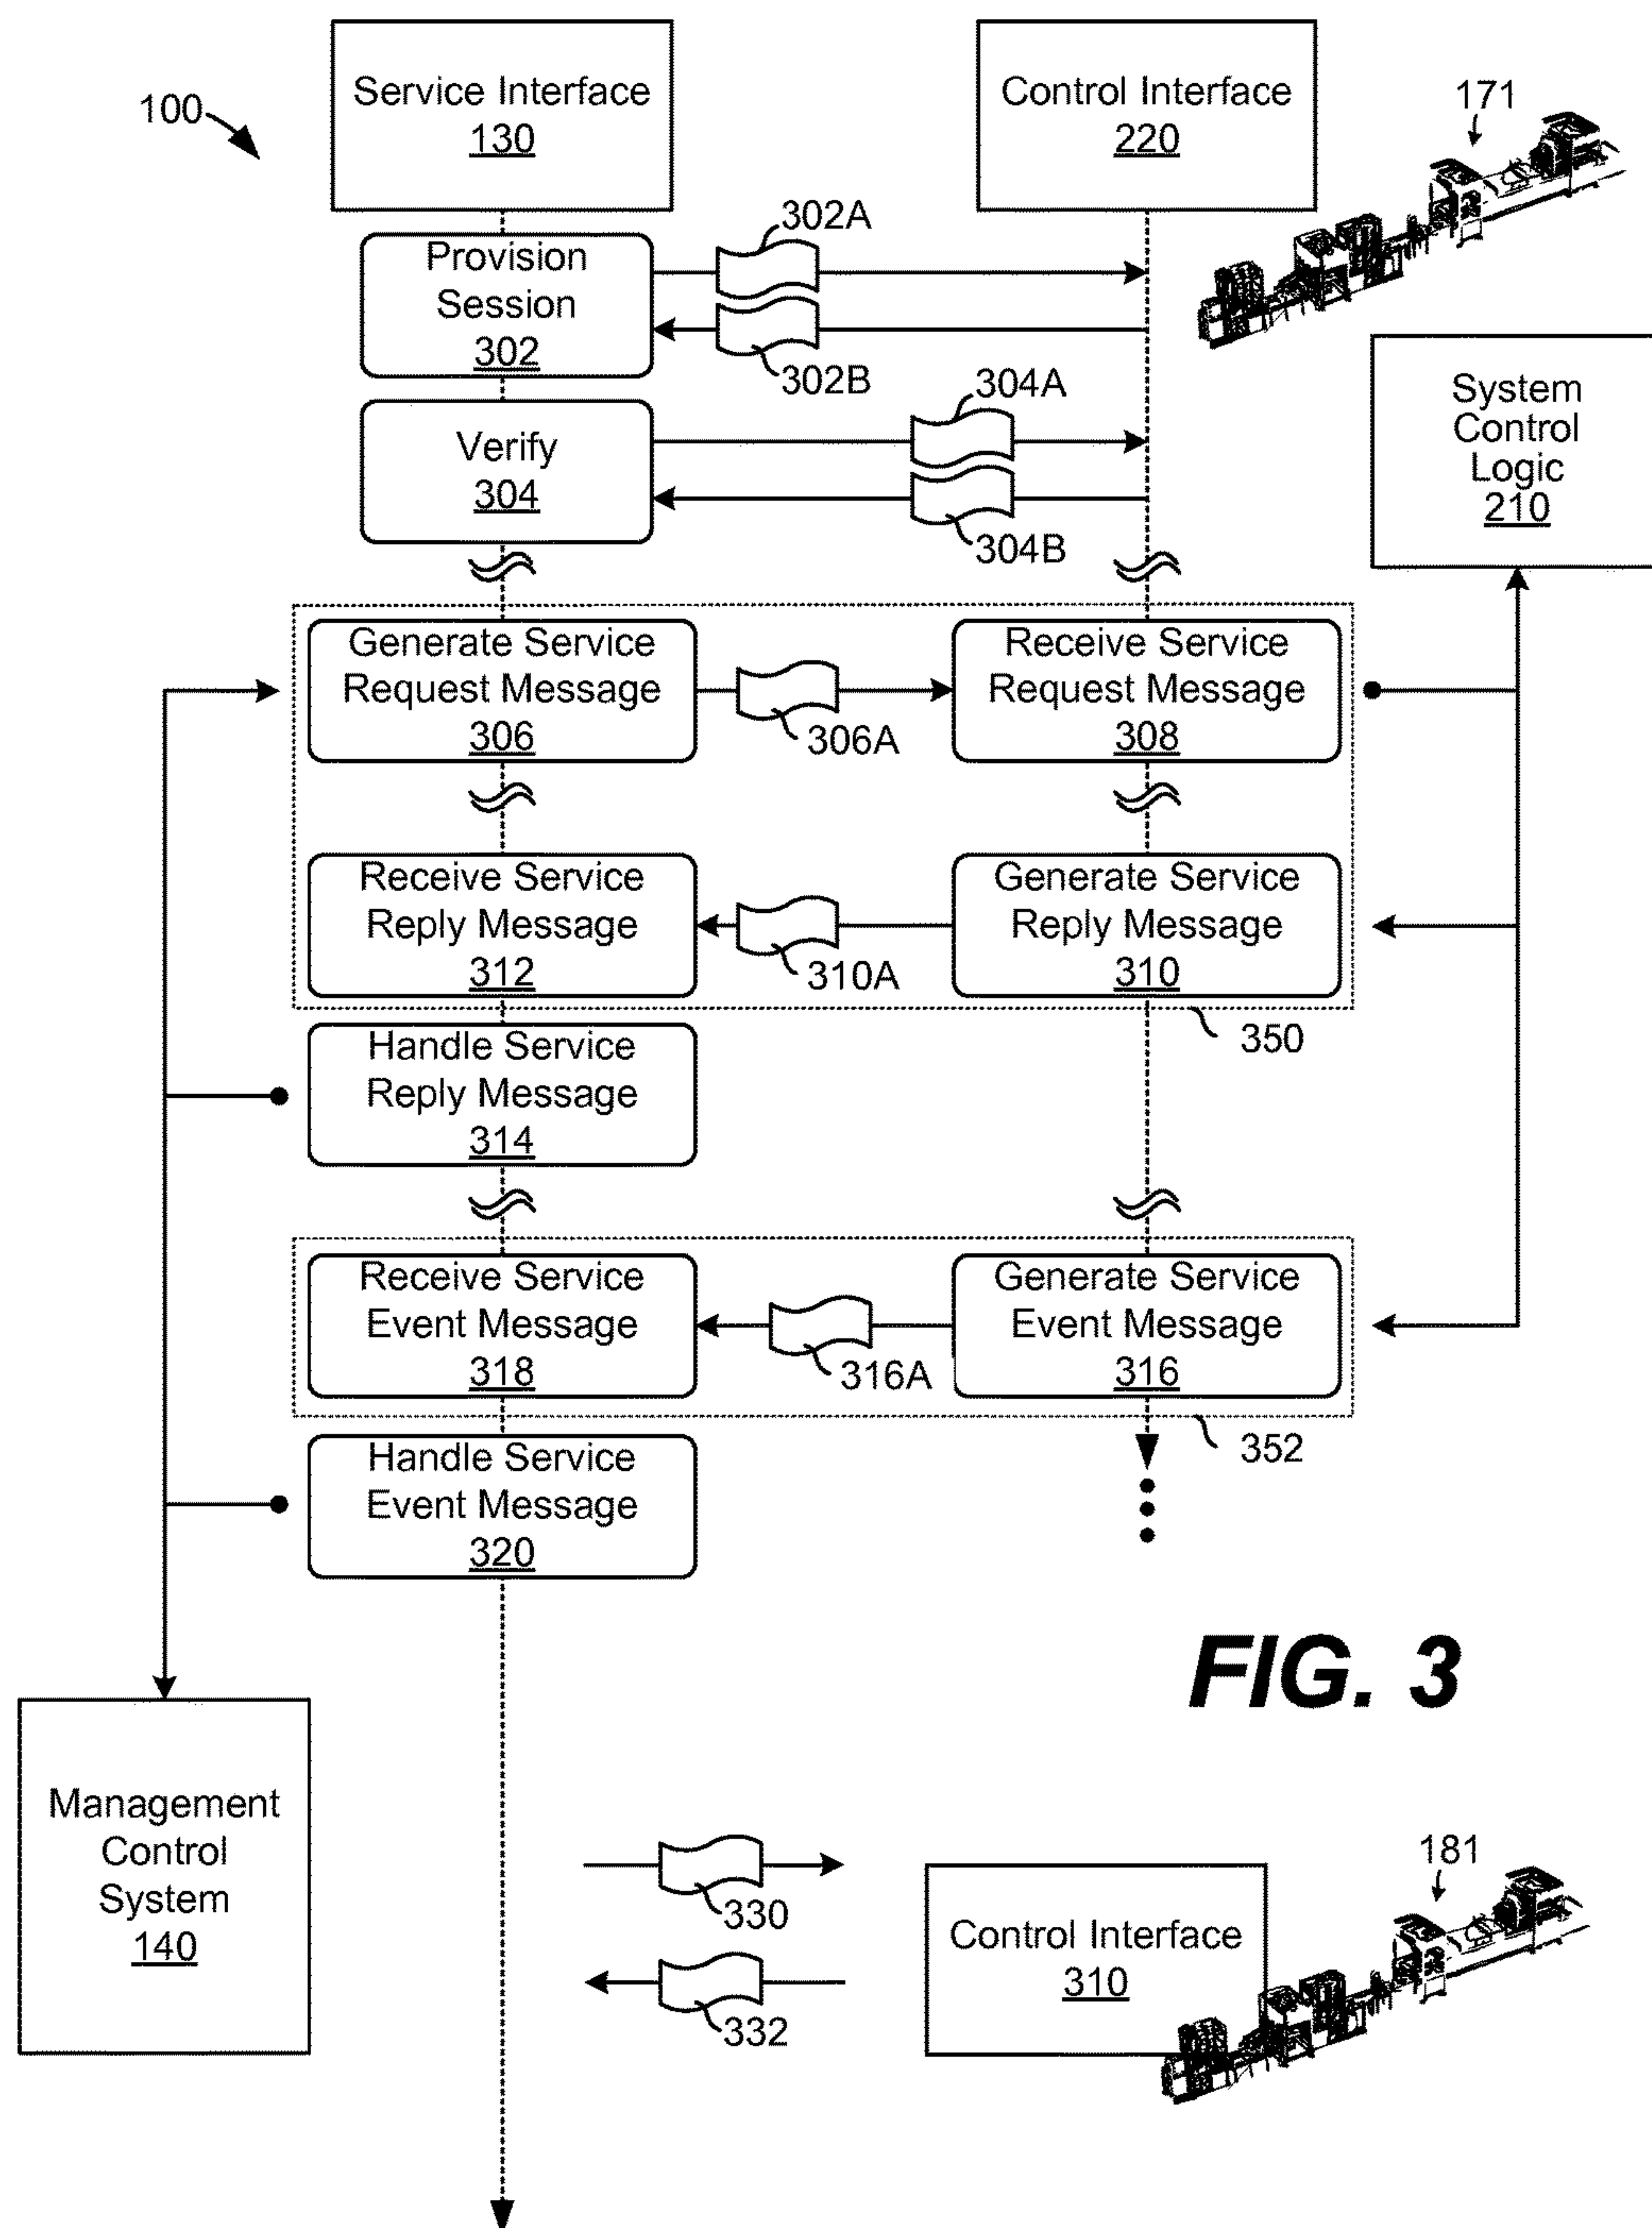 100
Service Interface
130
Control Interface
220
171
Provision
Session
302
302A
302B
Verify
304
304A
304B
System
Control
Logic
210
Generate Service
Request Message
306
306A
Receive Service
Request Message
308
Receive Service
Reply Message
312
310A
Generate Service
Reply Message
310
350
Handle Service
Reply Message
314
Receive Service
Event Message
318
316A
Generate Service
Event Message
316
352
Handle Service
Event Message
320
FIG. 3
Management
Control
System
140
330
332
Control Interface
310
181